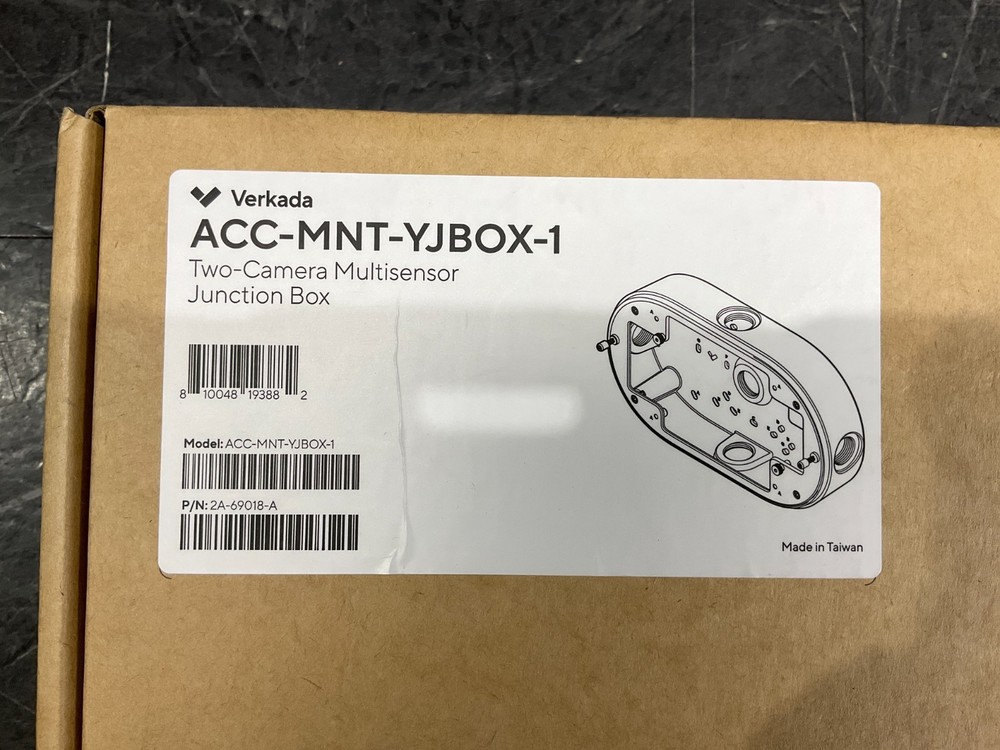 Verkada
ACC-MNT-YJBOX-1
Two-Camera Multisensor
Junction Box
8 10048 19388 2
Model: ACC-MNT-YJBOX-1
P/N: 2A-69018-A
Made in Taiwan